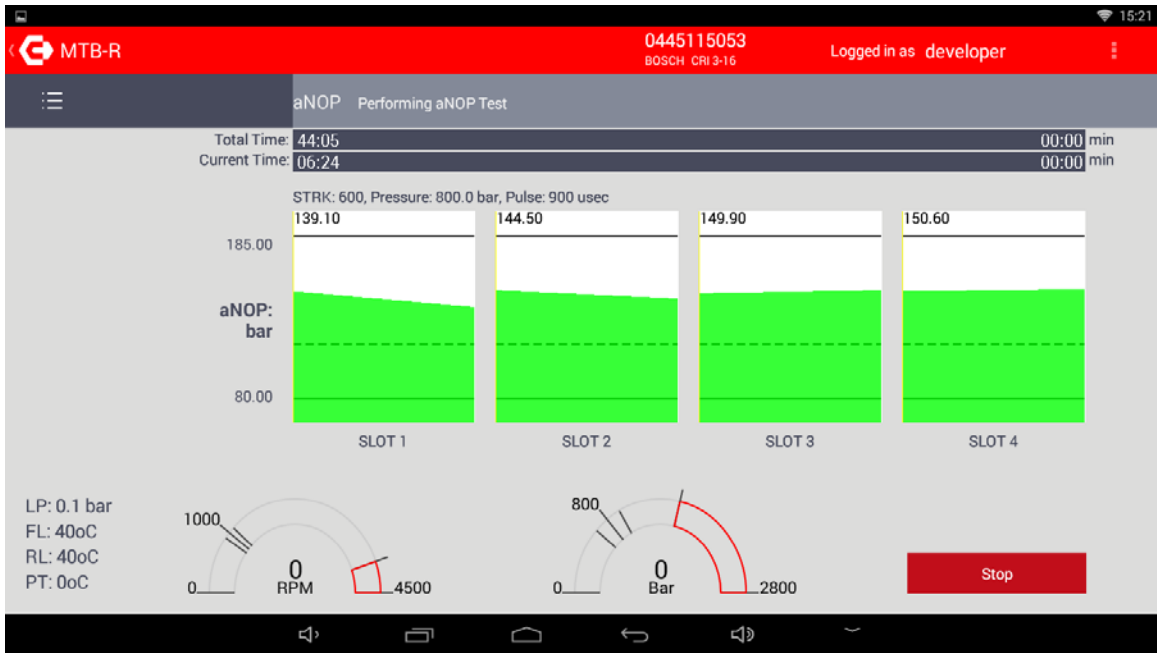 15:21
MTB-R
0445115053
BOSCH CRI 3-16
Logged in as developer
aNOP Performing aNOP Test
Total Time: 44:05 00:00 min
Current Time: 06:24 00:00 min
STRK: 600, Pressure: 800.0 bar, Pulse: 900 usec
139.10 144.50 149.90 150.60
185.00
aNOP:
bar
80.00
SLOT 1 SLOT 2 SLOT 3 SLOT 4
LP: 0.1 bar
FL: 40oC
RL: 40oC
PT: 0oC
1000
0
0
RPM
4500
800
0
0
Bar
2800
Stop